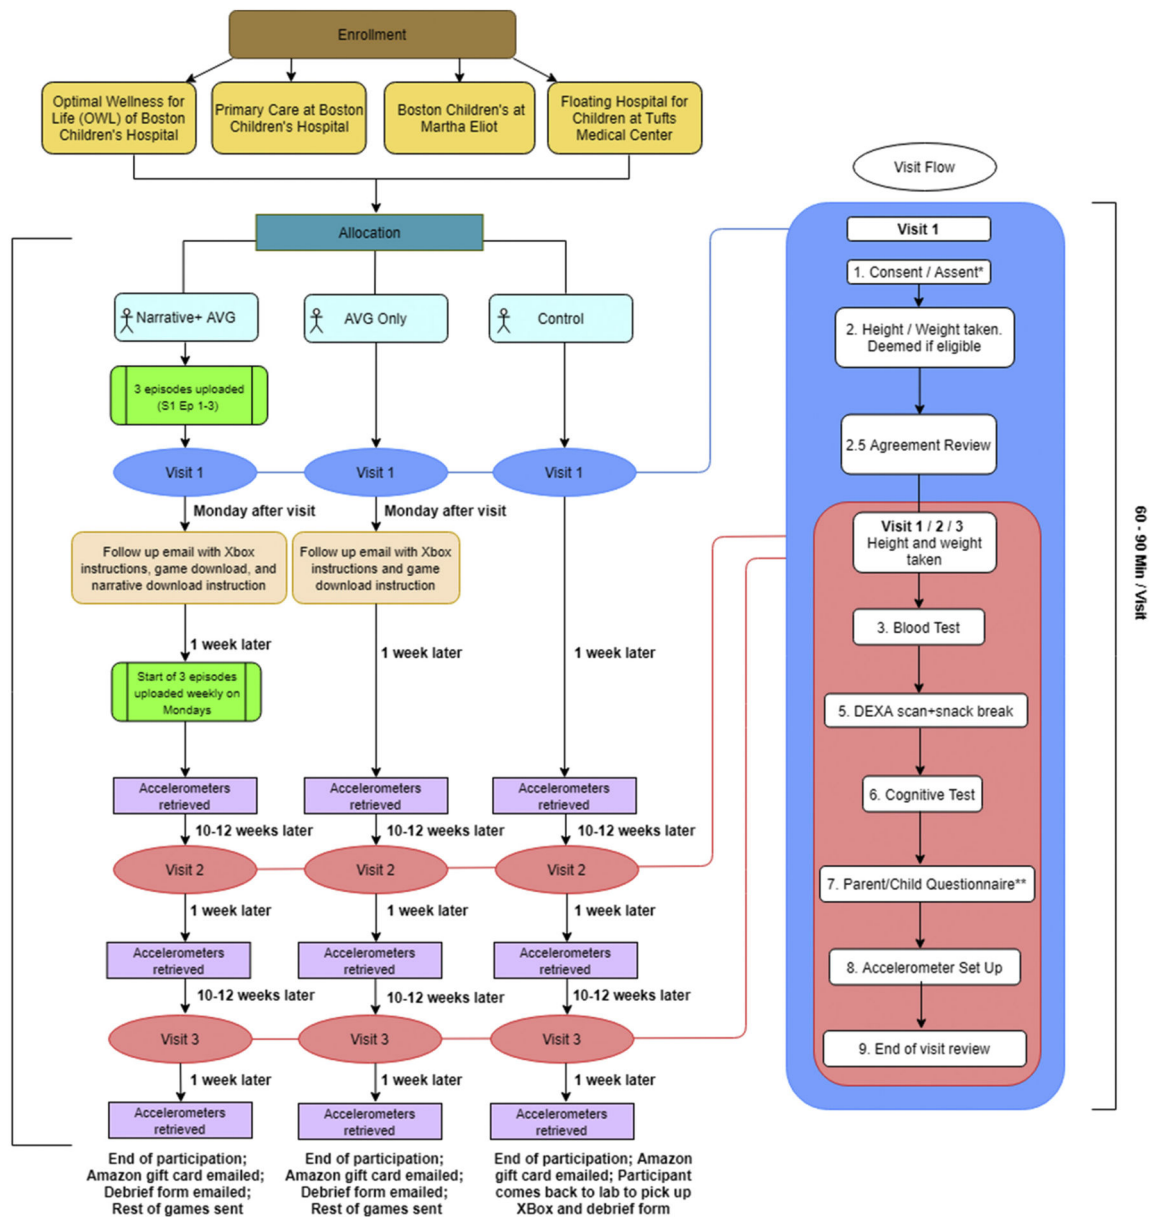 Enrollment
Optimal Wellness for
Life (OWL) of Boston
Children's Hospital
Primary Care at Boston
Children's Hospital
Boston Children's at
Martha Eliot
Floating Hospital for
Children at Tufts
Medical Center
Allocation
Narrative+ AVG
AVG Only
Control
3 episodes uploaded
(S1 Ep 1-3)
Visit 1
Visit 1
Visit 1
Monday after visit
Monday after visit
Follow up email with Xbox
instructions, game download, and
narrative download instruction
Follow up email with Xbox
instructions and game
download instruction
1 week later
1 week later
1 week later
Start of 3 episodes
uploaded weekly on
Mondays
Accelerometers
retrieved
Accelerometers
retrieved
Accelerometers
retrieved
10-12 weeks later
10-12 weeks later
10-12 weeks later
Visit 2
Visit 2
Visit 2
1 week later
1 week later
1 week later
Accelerometers
retrieved
Accelerometers
retrieved
Accelerometers
retrieved
10-12 weeks later
10-12 weeks later
10-12 weeks later
Visit 3
Visit 3
Visit 3
1 week later
1 week later
1 week later
Accelerometers
retrieved
Accelerometers
retrieved
Accelerometers
retrieved
End of participation;
Amazon gift card emailed;
Debrief form emailed;
Rest of games sent
End of participation;
Amazon gift card emailed;
Debrief form emailed;
Rest of games sent
End of participation; Amazon
gift card emailed; Participant
comes back to lab to pick up
XBox and debrief form
Visit Flow
Visit 1
1. Consent / Assent*
2. Height / Weight taken.
Deemed if eligible
2.5 Agreement Review
Visit 1 / 2 / 3
Height and weight
taken
3. Blood Test
5. DEXA scan+snack break
6. Cognitive Test
7. Parent/Child Questionnaire**
8. Accelerometer Set Up
9. End of visit review
60 - 90 Min / Visit